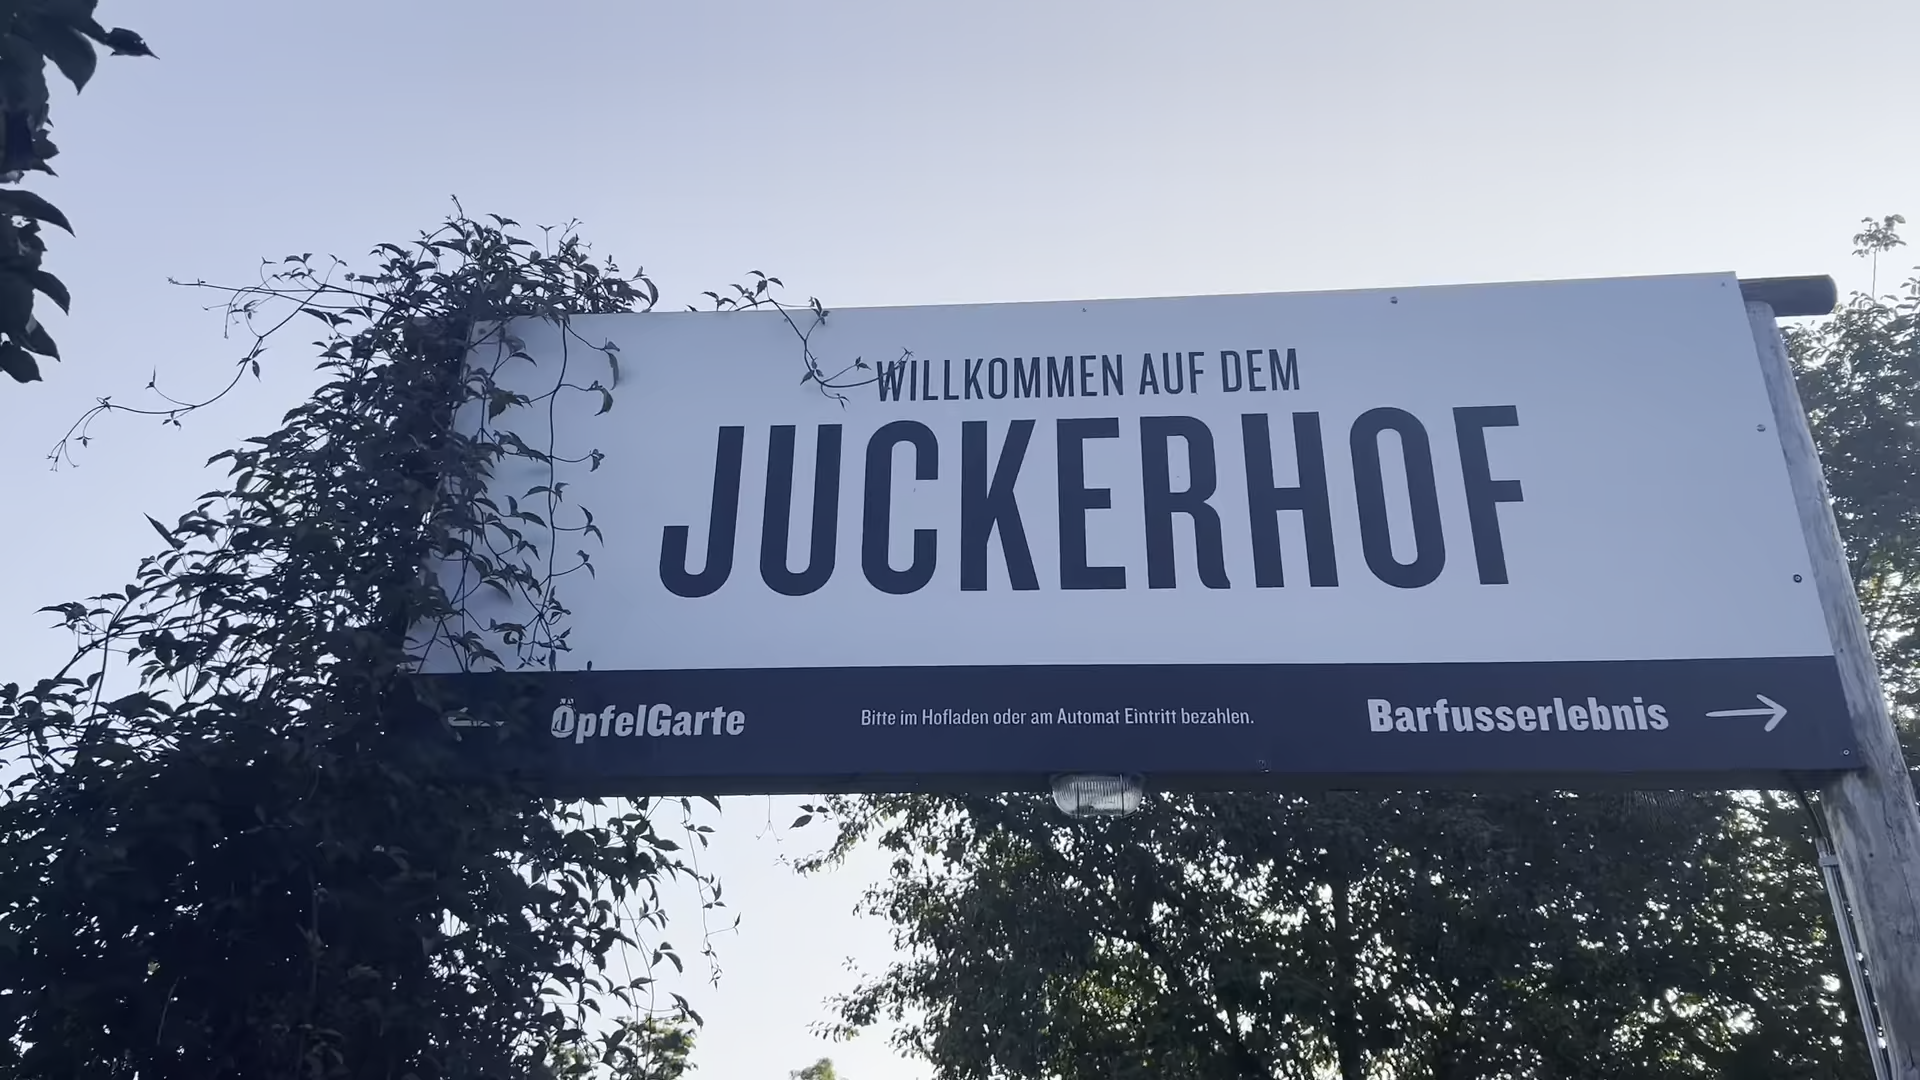 WILLKOMMEN AUF DEM
JUCKERHOF
ÖpfelGarte
Bitte im Hofladen oder am Automat Eintritt bezahlen.
Barfusserlebnis